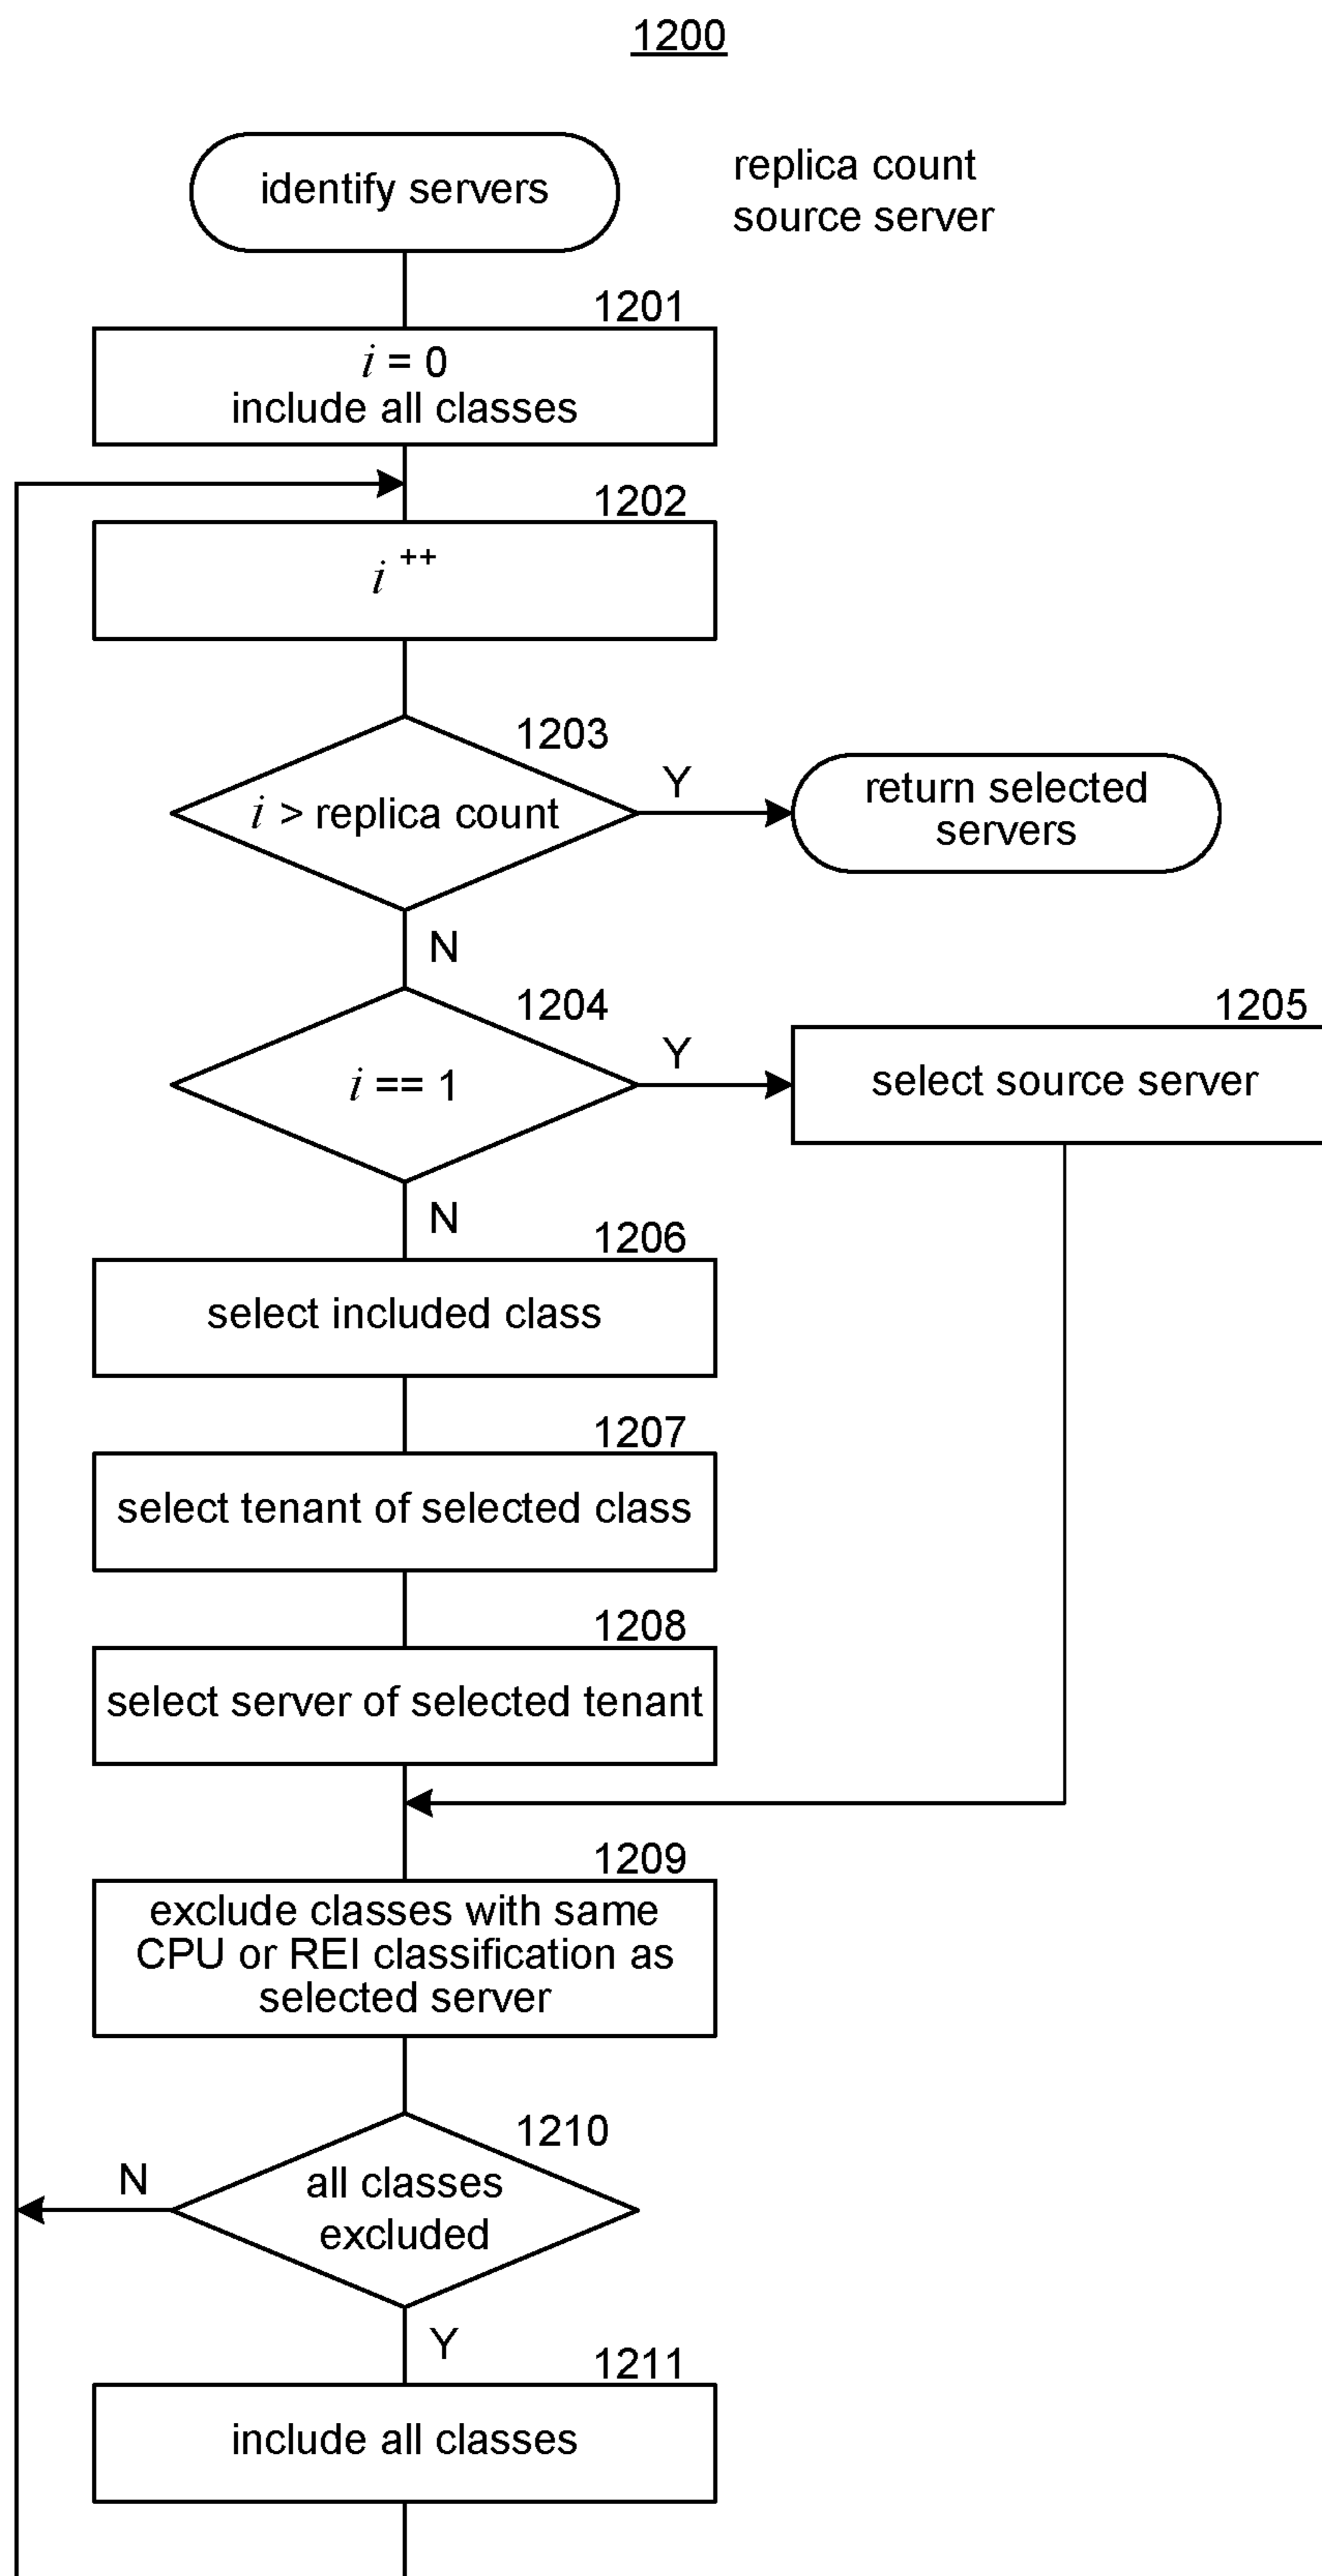 1200
identify servers
replica count
source server
1201
i = 0
include all classes
1202
i ++
1203
i > replica count
Y
return selected
servers
N
1204
i == 1
Y
1205
select source server
N
1206
select included class
1207
select tenant of selected class
1208
select server of selected tenant
1209
exclude classes with same
CPU or REI classification as
selected server
1210
all classes
excluded
N
Y
1211
include all classes